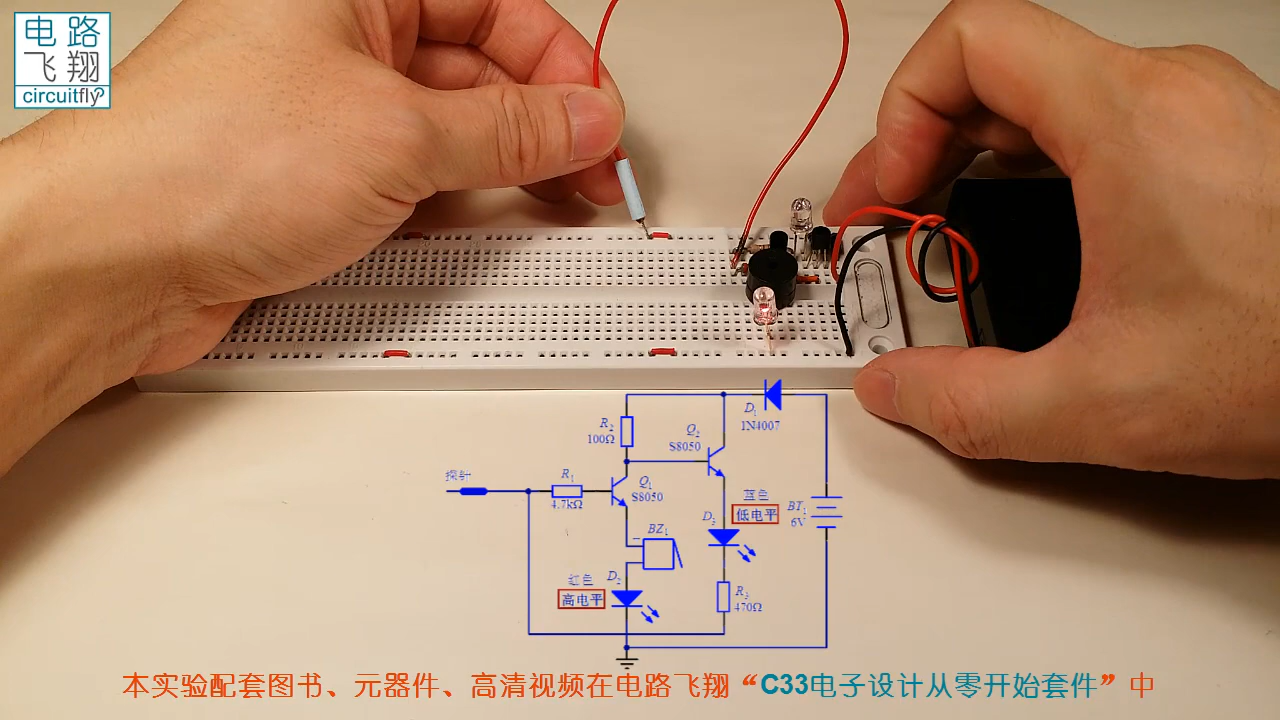 电路
飞翔
circuitfly
R2
100Ω
Q2
S8050
D1
1N4007
探针
R1
4.7kΩ
Q1
S8050
蓝色
低电平
D3
BT1
6V
BZ1
红色
高电平
D2
R3
470Ω
本实验配套图书、元器件、高清视频在电路飞翔“C33电子设计从零开始套件”中